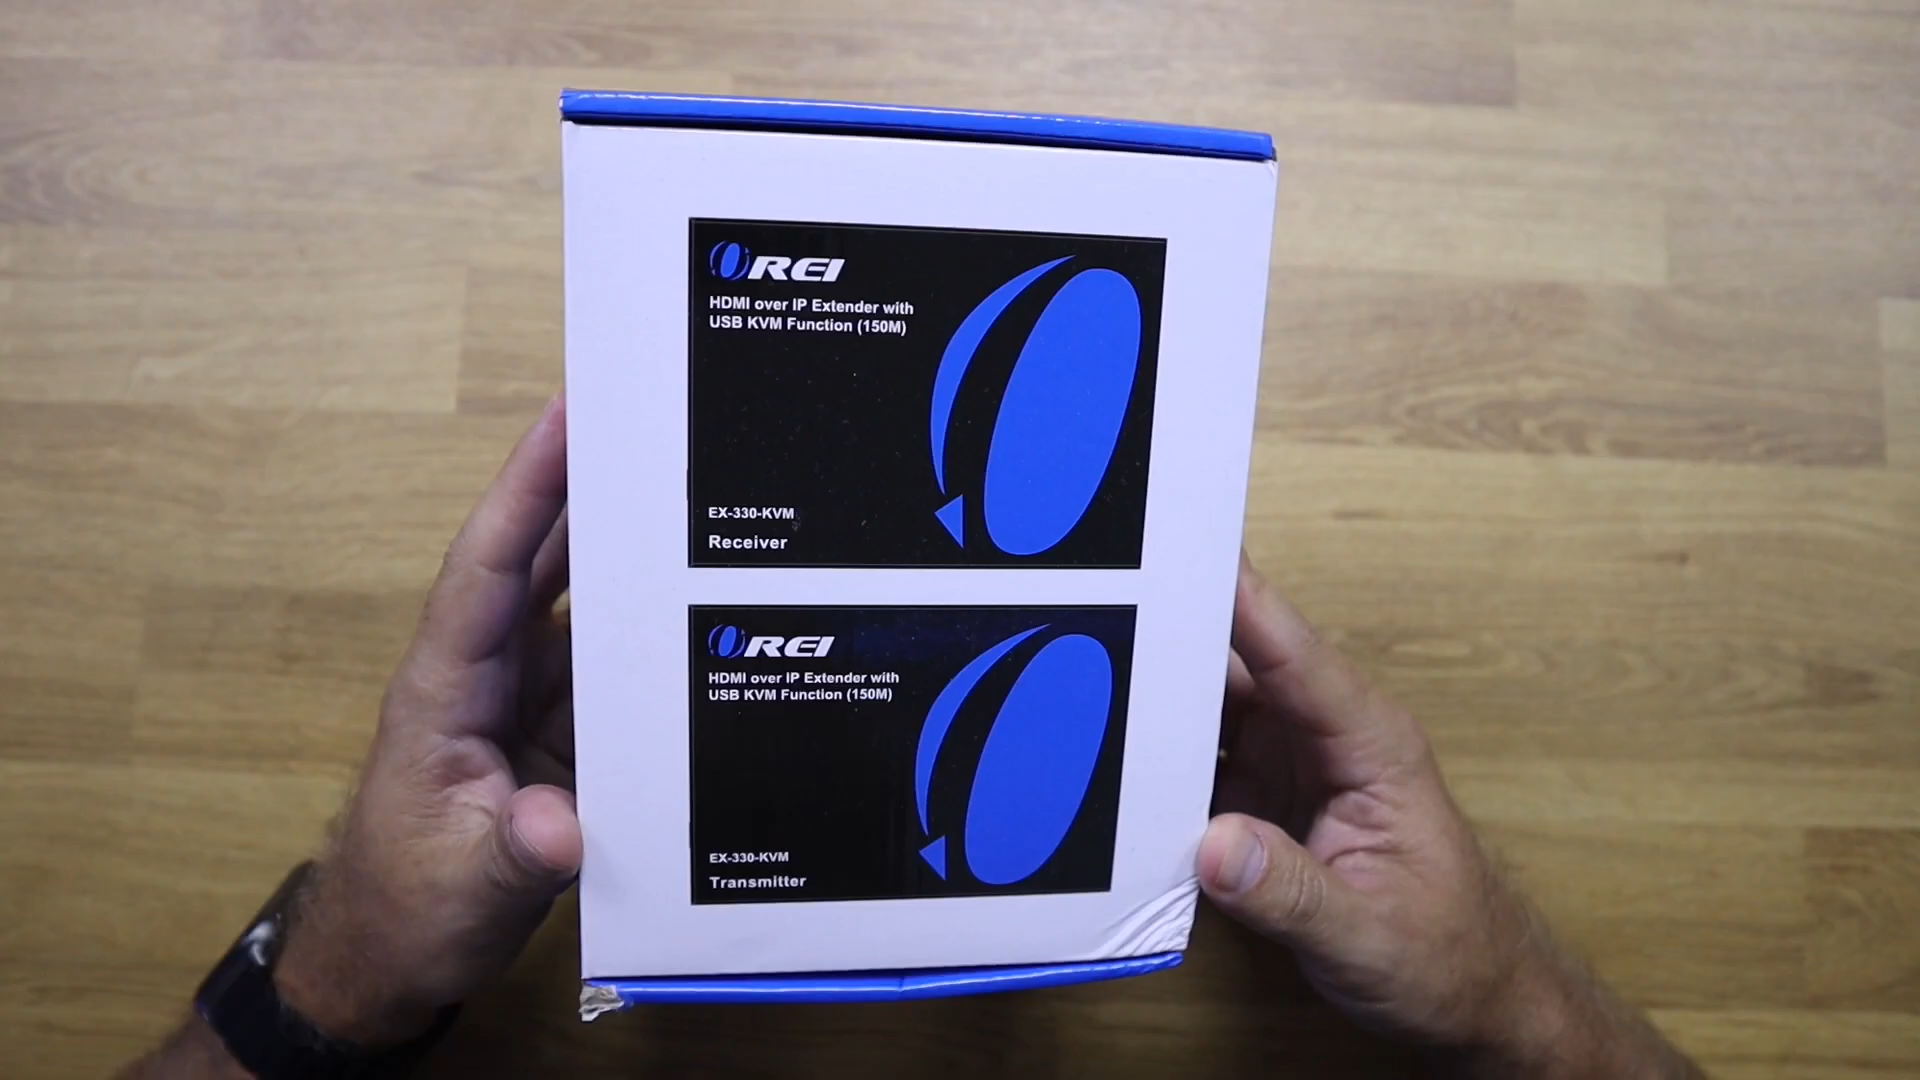 OREI
HDMI over IP Extender with
USB KVM Function (150M)
EX-330-KVM
Receiver
OREI
HDMI over IP Extender with
USB KVM Function (150M)
EX-330-KVM
Transmitter